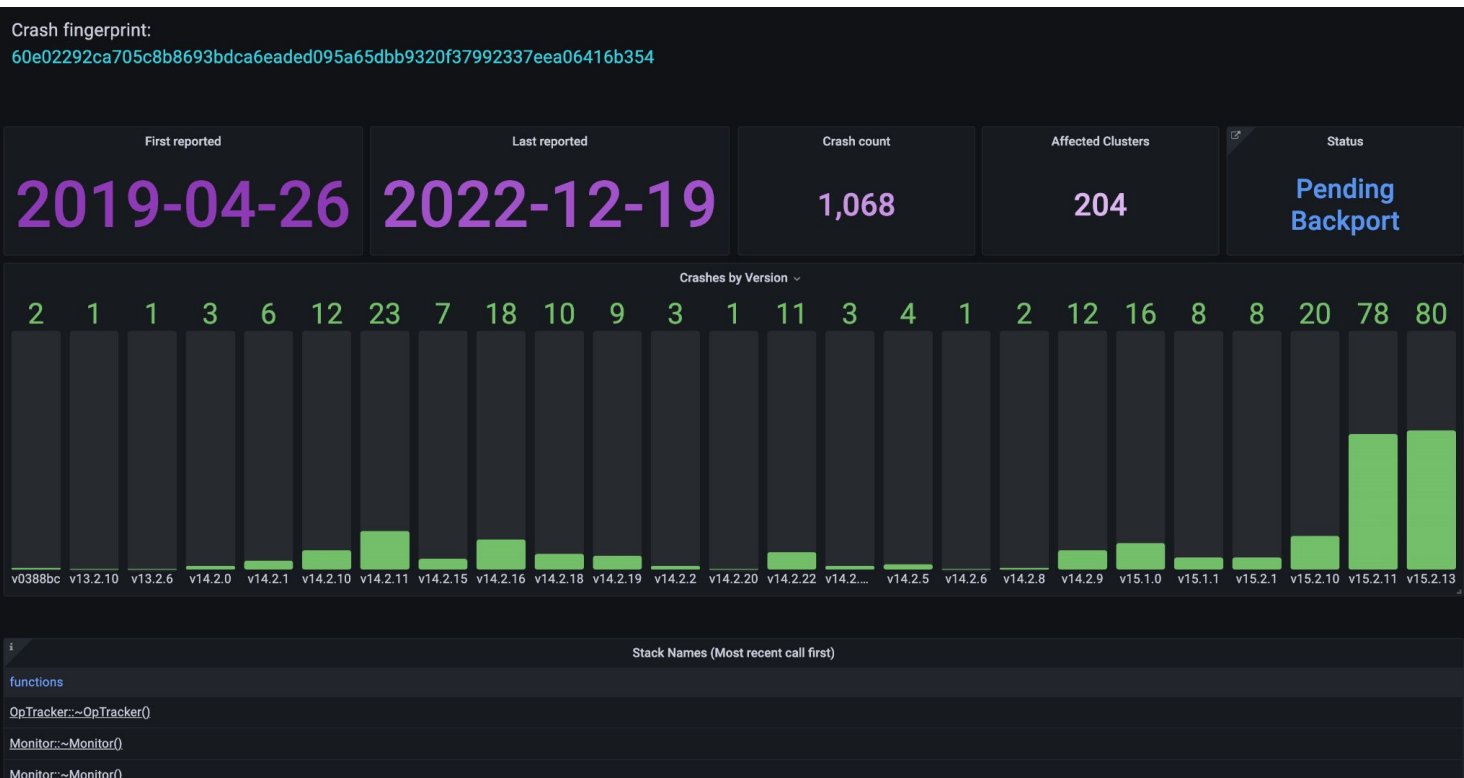 Crash fingerprint:
60e02292ca705c8b8693bdca6eaded095a65dbb9320f37992337eea06416b354
First reported Last reported Crash count Affected Clusters Status
2019-04-26 2022-12-19 1,068 204 Pending
Backport
Crashes by Version
2 1 1 3 6 12 23 7 18 10 9 3 1 11 3 4 1 2 12 16 8 8 20 78 80
v0388bc v13.2.10 v13.2.6 v14.2.0 v14.2.1 v14.2.10 v14.2.11 v14.2.15 v14.2.16 v14.2.18 v14.2.19 v14.2.2 v14.2.20 v14.2.22 v14.2.... v14.2.5 v14.2.6 v14.2.8 v14.2.9 v15.1.0 v15.1.1 v15.2.1 v15.2.10 v15.2.11 v15.2.13
Stack Names (Most recent call first)
functions
OpTracker::~OpTracker()
Monitor::~Monitor()
Monitor::~Monitor()